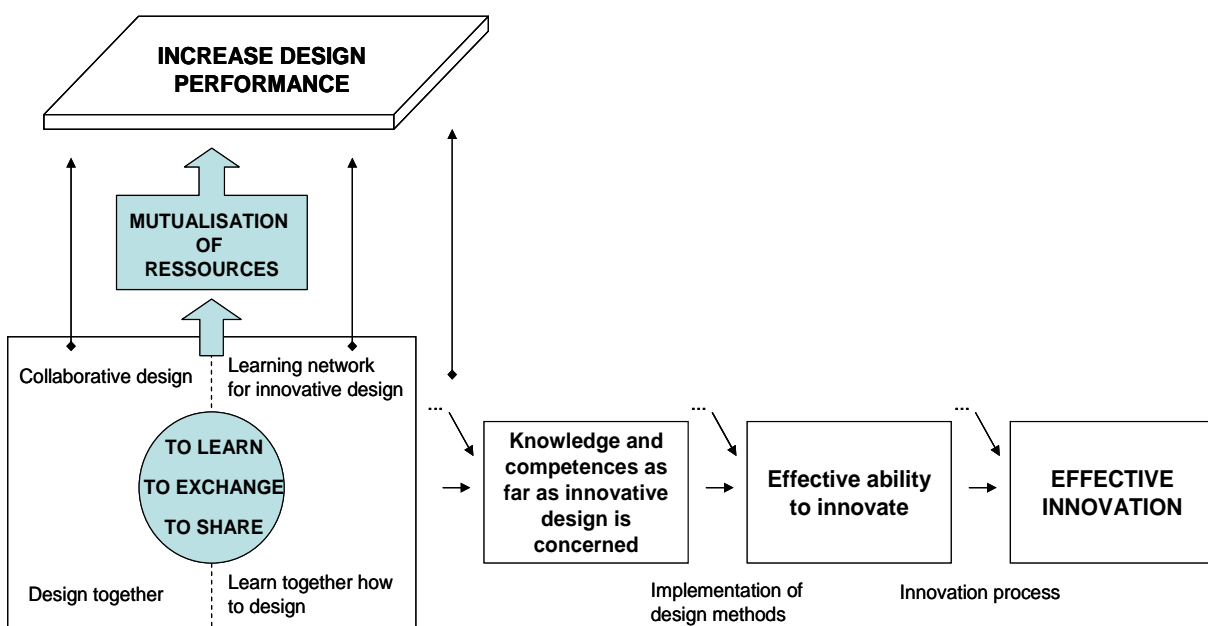 INCREASE DESIGN
PERFORMANCE
MUTUALISATION
OF
RESSOURCES
Collaborative design
Learning network
for innovative design
TO LEARN
TO EXCHANGE
TO SHARE
Design together
Learn together how
to design
...
Knowledge and
competences as
far as innovative
design is
concerned
...
Implementation of
design methods
Effective ability
to innovate
...
Innovation process
EFFECTIVE
INNOVATION